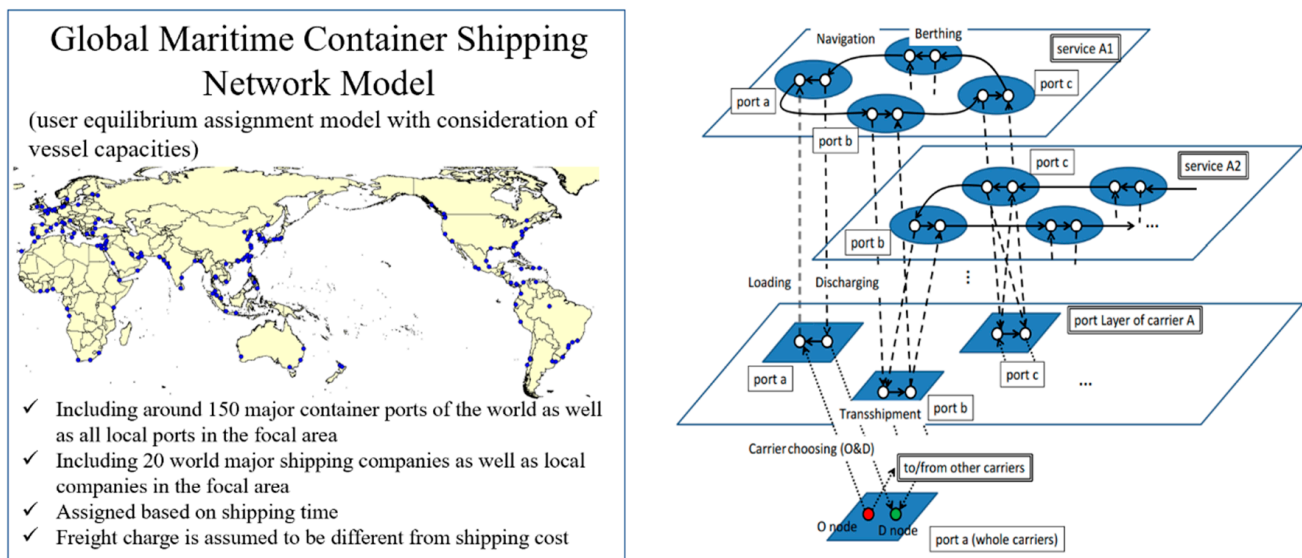 Global Maritime Container Shipping
Network Model
(user equilibrium assignment model with consideration of
vessel capacities)
✓ Including around 150 major container ports of the world as well
as all local ports in the focal area
✓ Including 20 world major shipping companies as well as local
companies in the focal area
✓ Assigned based on shipping time
✓ Freight charge is assumed to be different from shipping cost
Navigation
Berthing
service A1
port a
port c
port b
port c
service A2
port b
...
Loading
Discharging
...
port Layer of carrier A
port a
port c
...
Transshipment
port b
Carrier choosing (O&D)
to/from other carriers
O node
D node
port a (whole carriers)